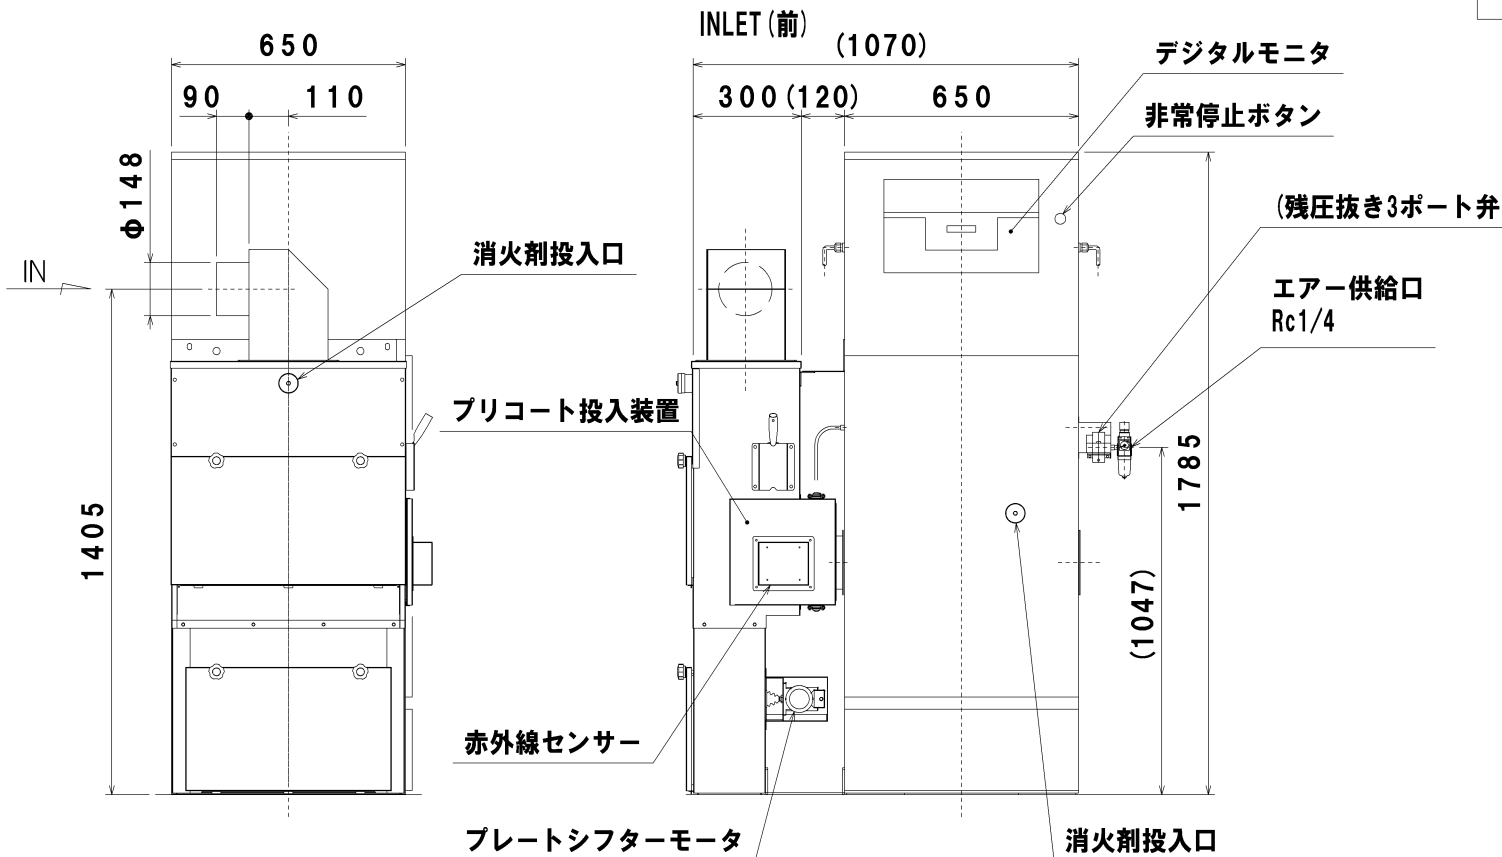 INLET(前)
650
(1070)
デジタルモニタ
90
110
300
(120)
650
非常停止ボタン
φ148
(残圧抜き3ポート弁
消火剤投入口
IN
エアー供給口
Rc1/4
プリコート投入装置
1785
1405
(1047)
赤外線センサー
プレートシフターモータ
消火剤投入口